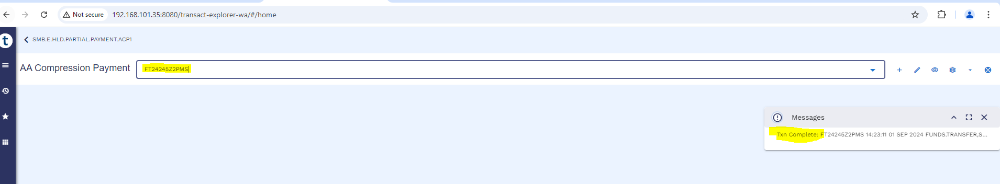 Not secure 192.168.101.35:8080/transact-explorer-wa/#/home
t
SMB.E.HLD.PARTIAL.PAYMENT.ACP1
AA Compression Payment FT24245Z2PMS
Messages
Txn Complete: FT24245Z2PMS 14:23:11 01 SEP 2024 FUNDS.TRANSFER,S...